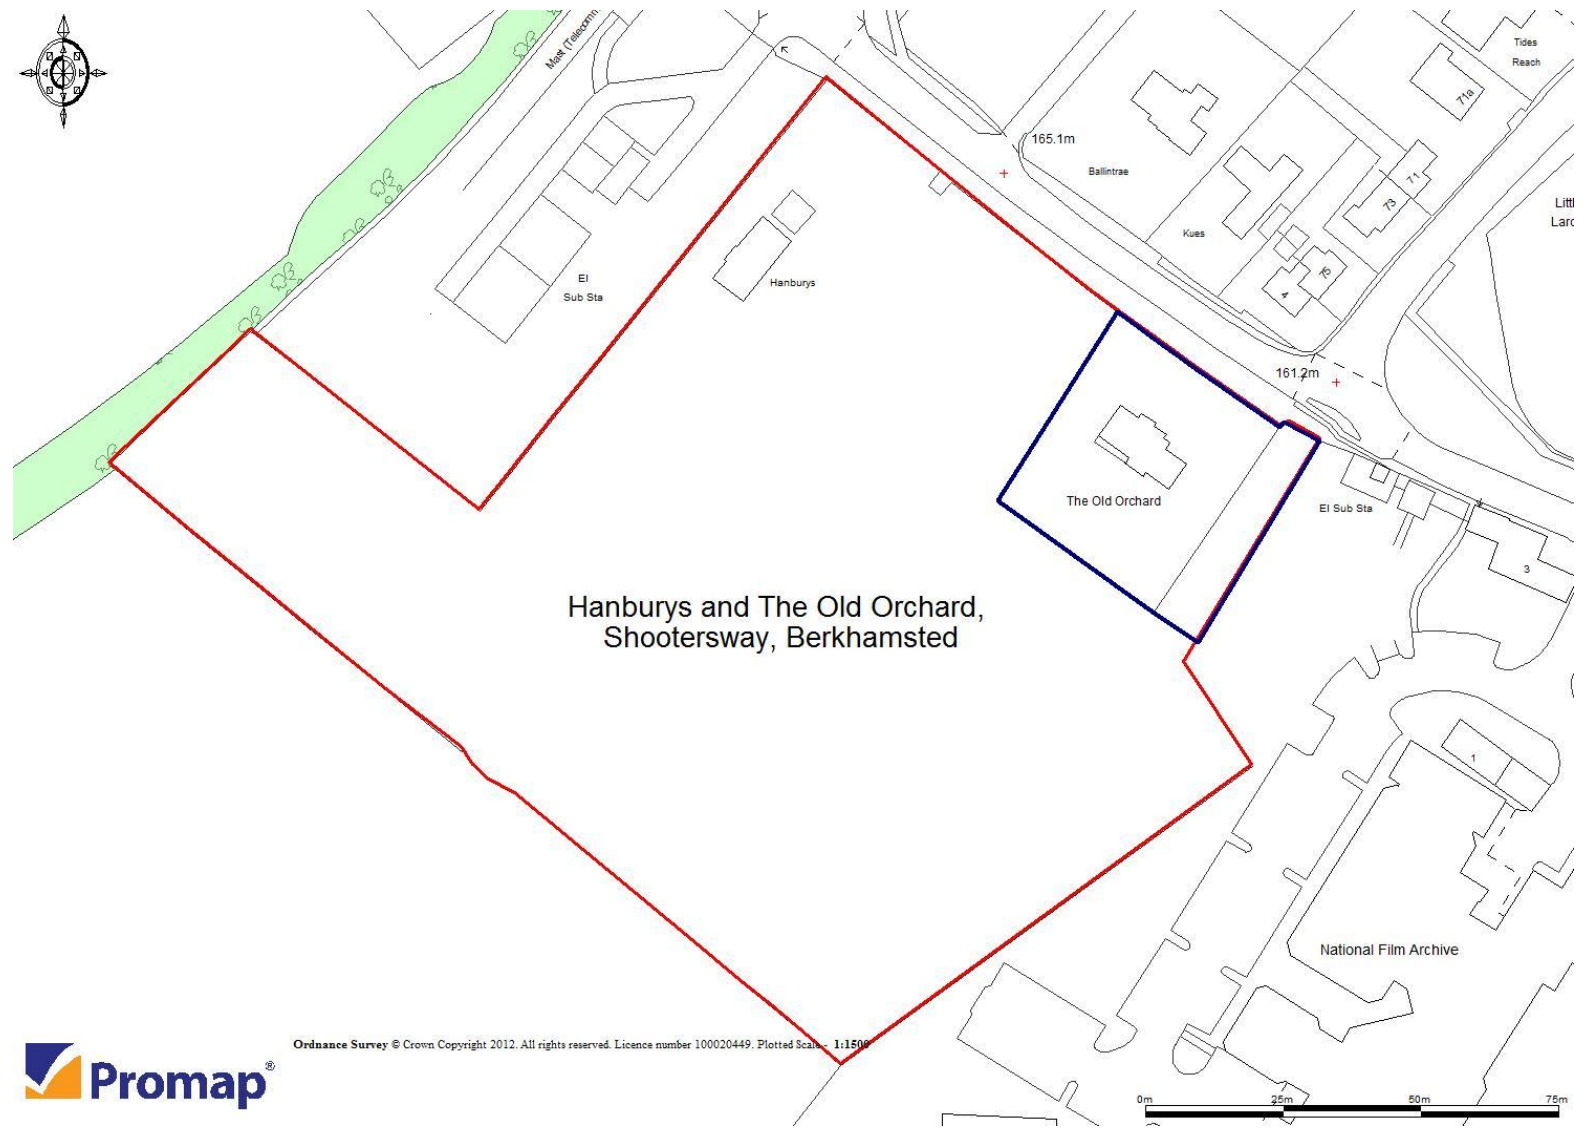 Mast (Telecomm
Tides
Reach
71a
165.1m
Ballintrae
71
73
Kues
75
4
El
Sub Sta
Hanburys
161.2m
The Old Orchard
El Sub Sta
3
Hanburys and The Old Orchard,
Shootersway, Berkhamsted
1
National Film Archive
Ordnance Survey © Crown Copyright 2012. All rights reserved. Licence number 100020449. Plotted Scale - 1:1500
Promap®
0m 25m 50m 75m